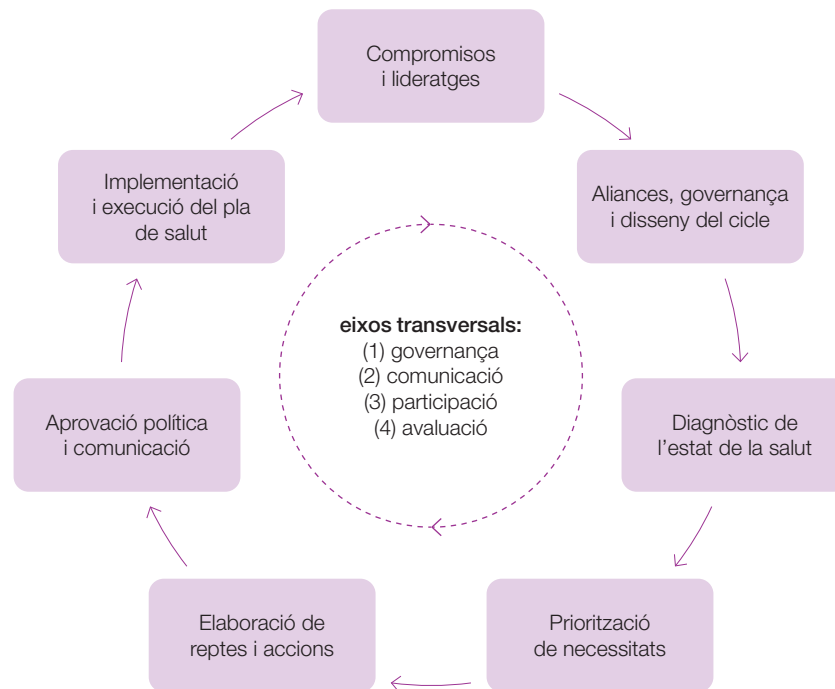 Compromisos
i lideratges
Aliances, governança
i disseny del cicle
Diagnòstic de
l'estat de la salut
Priorització
de necessitats
Elaboració de
reptes i accions
Aprovació política
i comunicació
Implementació
i execució del pla
de salut
eixos transversals:
(1) governança
(2) comunicació
(3) participació
(4) avaluació